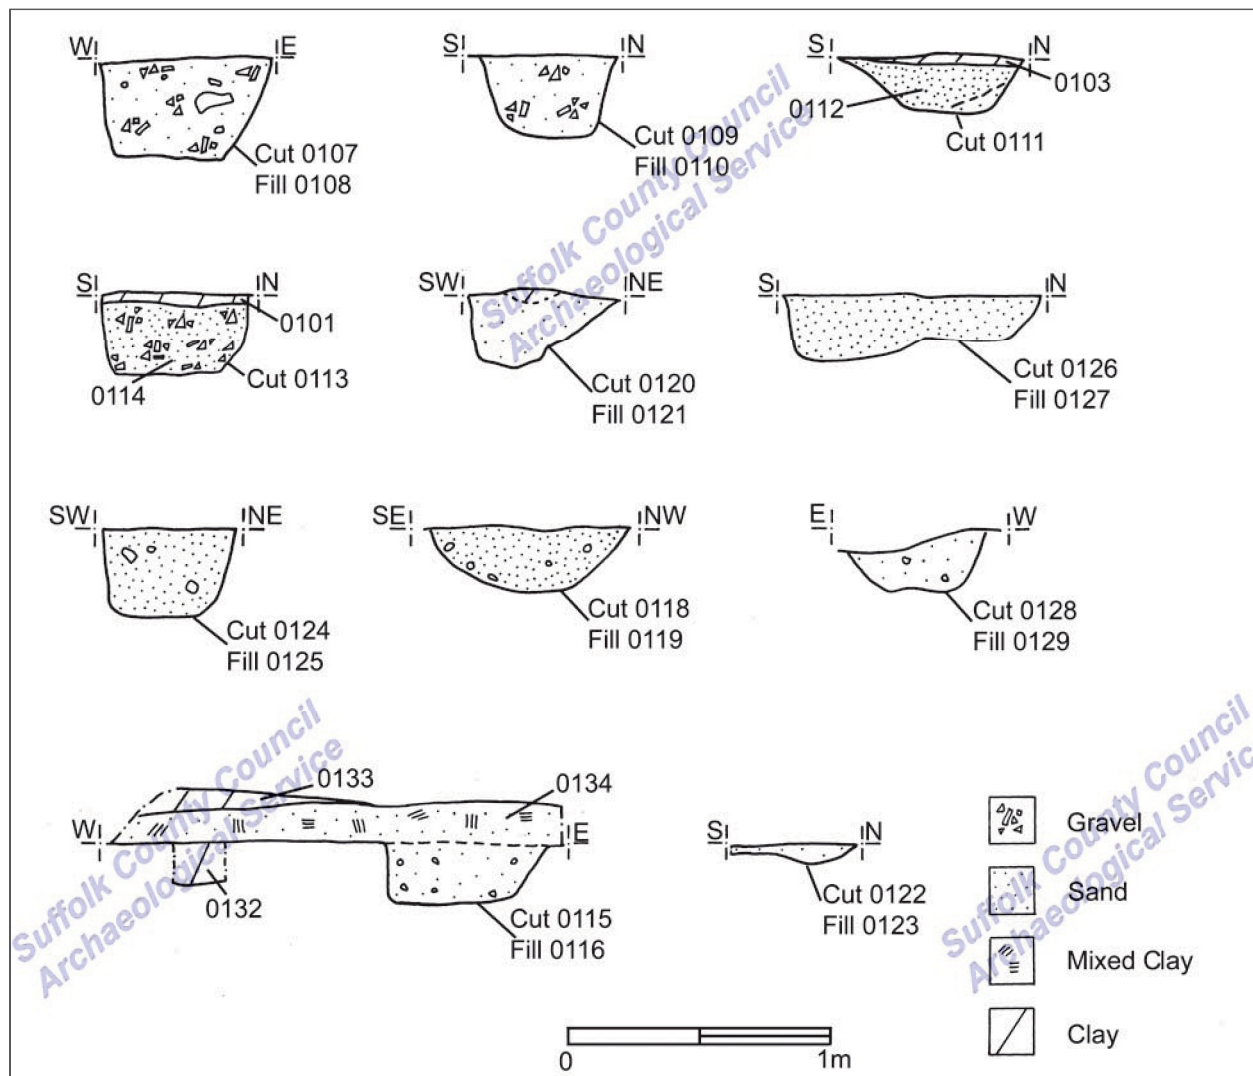 W E
Cut 0107
Fill 0108
S N
Cut 0109
Fill 0110
S N
0103
0112
Cut 0111
S N
0101
Cut 0113
0114
SW NE
Cut 0120
Fill 0121
S N
Cut 0126
Fill 0127
SW NE
Cut 0124
Fill 0125
SE NW
Cut 0118
Fill 0119
E W
Cut 0128
Fill 0129
0133
0134
W E
0132
Cut 0115
Fill 0116
S N
Cut 0122
Fill 0123
Gravel
Sand
Mixed Clay
Clay
0 1m
Suffolk County Council
Archaeological Service
Suffolk County Council
Archaeological Service
Suffolk County Council
Archaeological Service